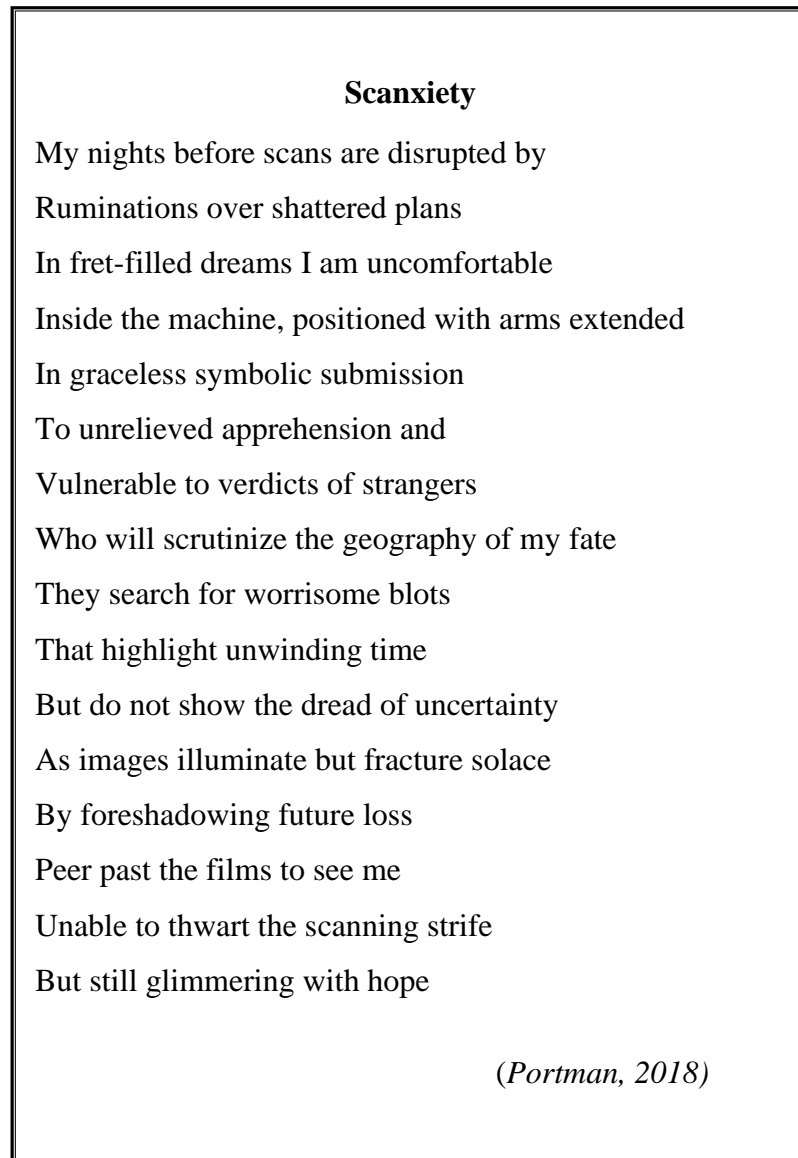 Scanxiety
My nights before scans are disrupted by
Ruminations over shattered plans
In fret-filled dreams I am uncomfortable
Inside the machine, positioned with arms extended
In graceless symbolic submission
To unrelieved apprehension and
Vulnerable to verdicts of strangers
Who will scrutinize the geography of my fate
They search for worrisome blots
That highlight unwinding time
But do not show the dread of uncertainty
As images illuminate but fracture solace
By foreshadowing future loss
Peer past the films to see me
Unable to thwart the scanning strife
But still glimmering with hope
(Portman, 2018)